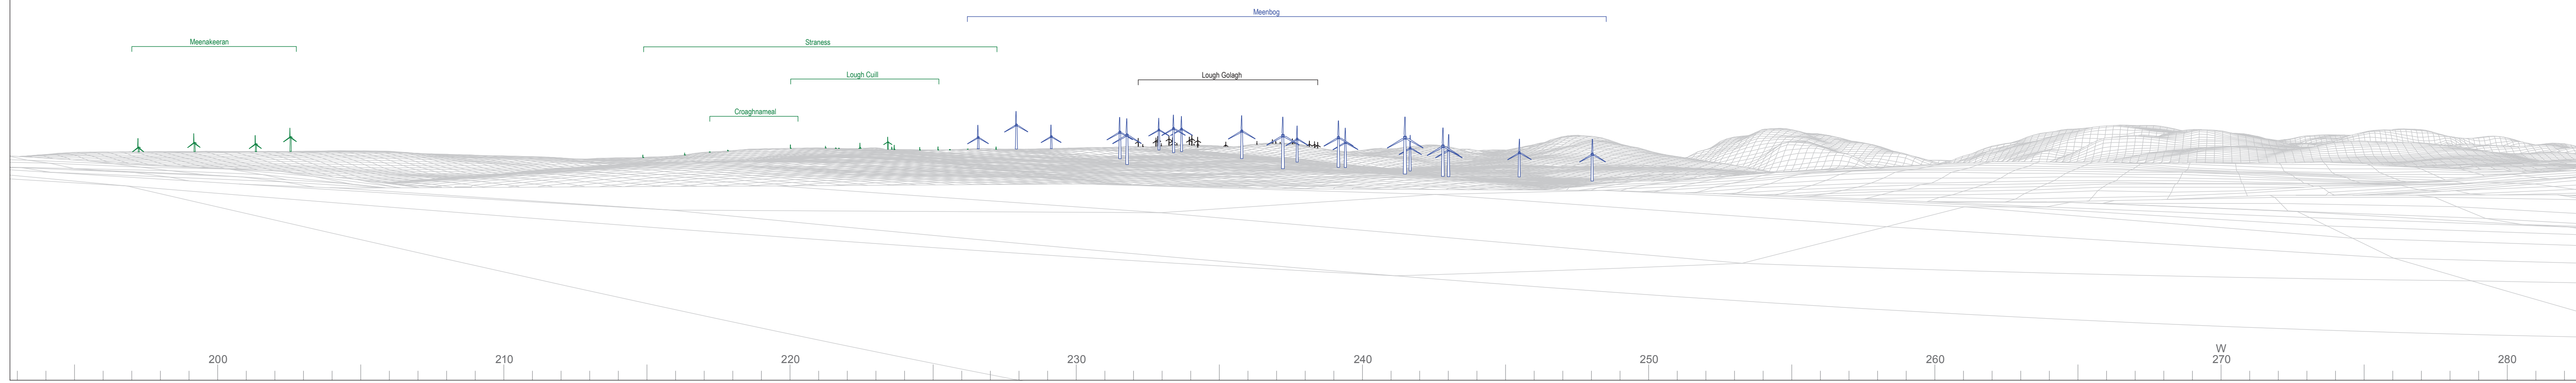 Meenbog
Meenakeeran
Straness
Lough Cuill
Lough Golagh
Croaghnameal
W
200 210 220 230 240 250 260 270 280